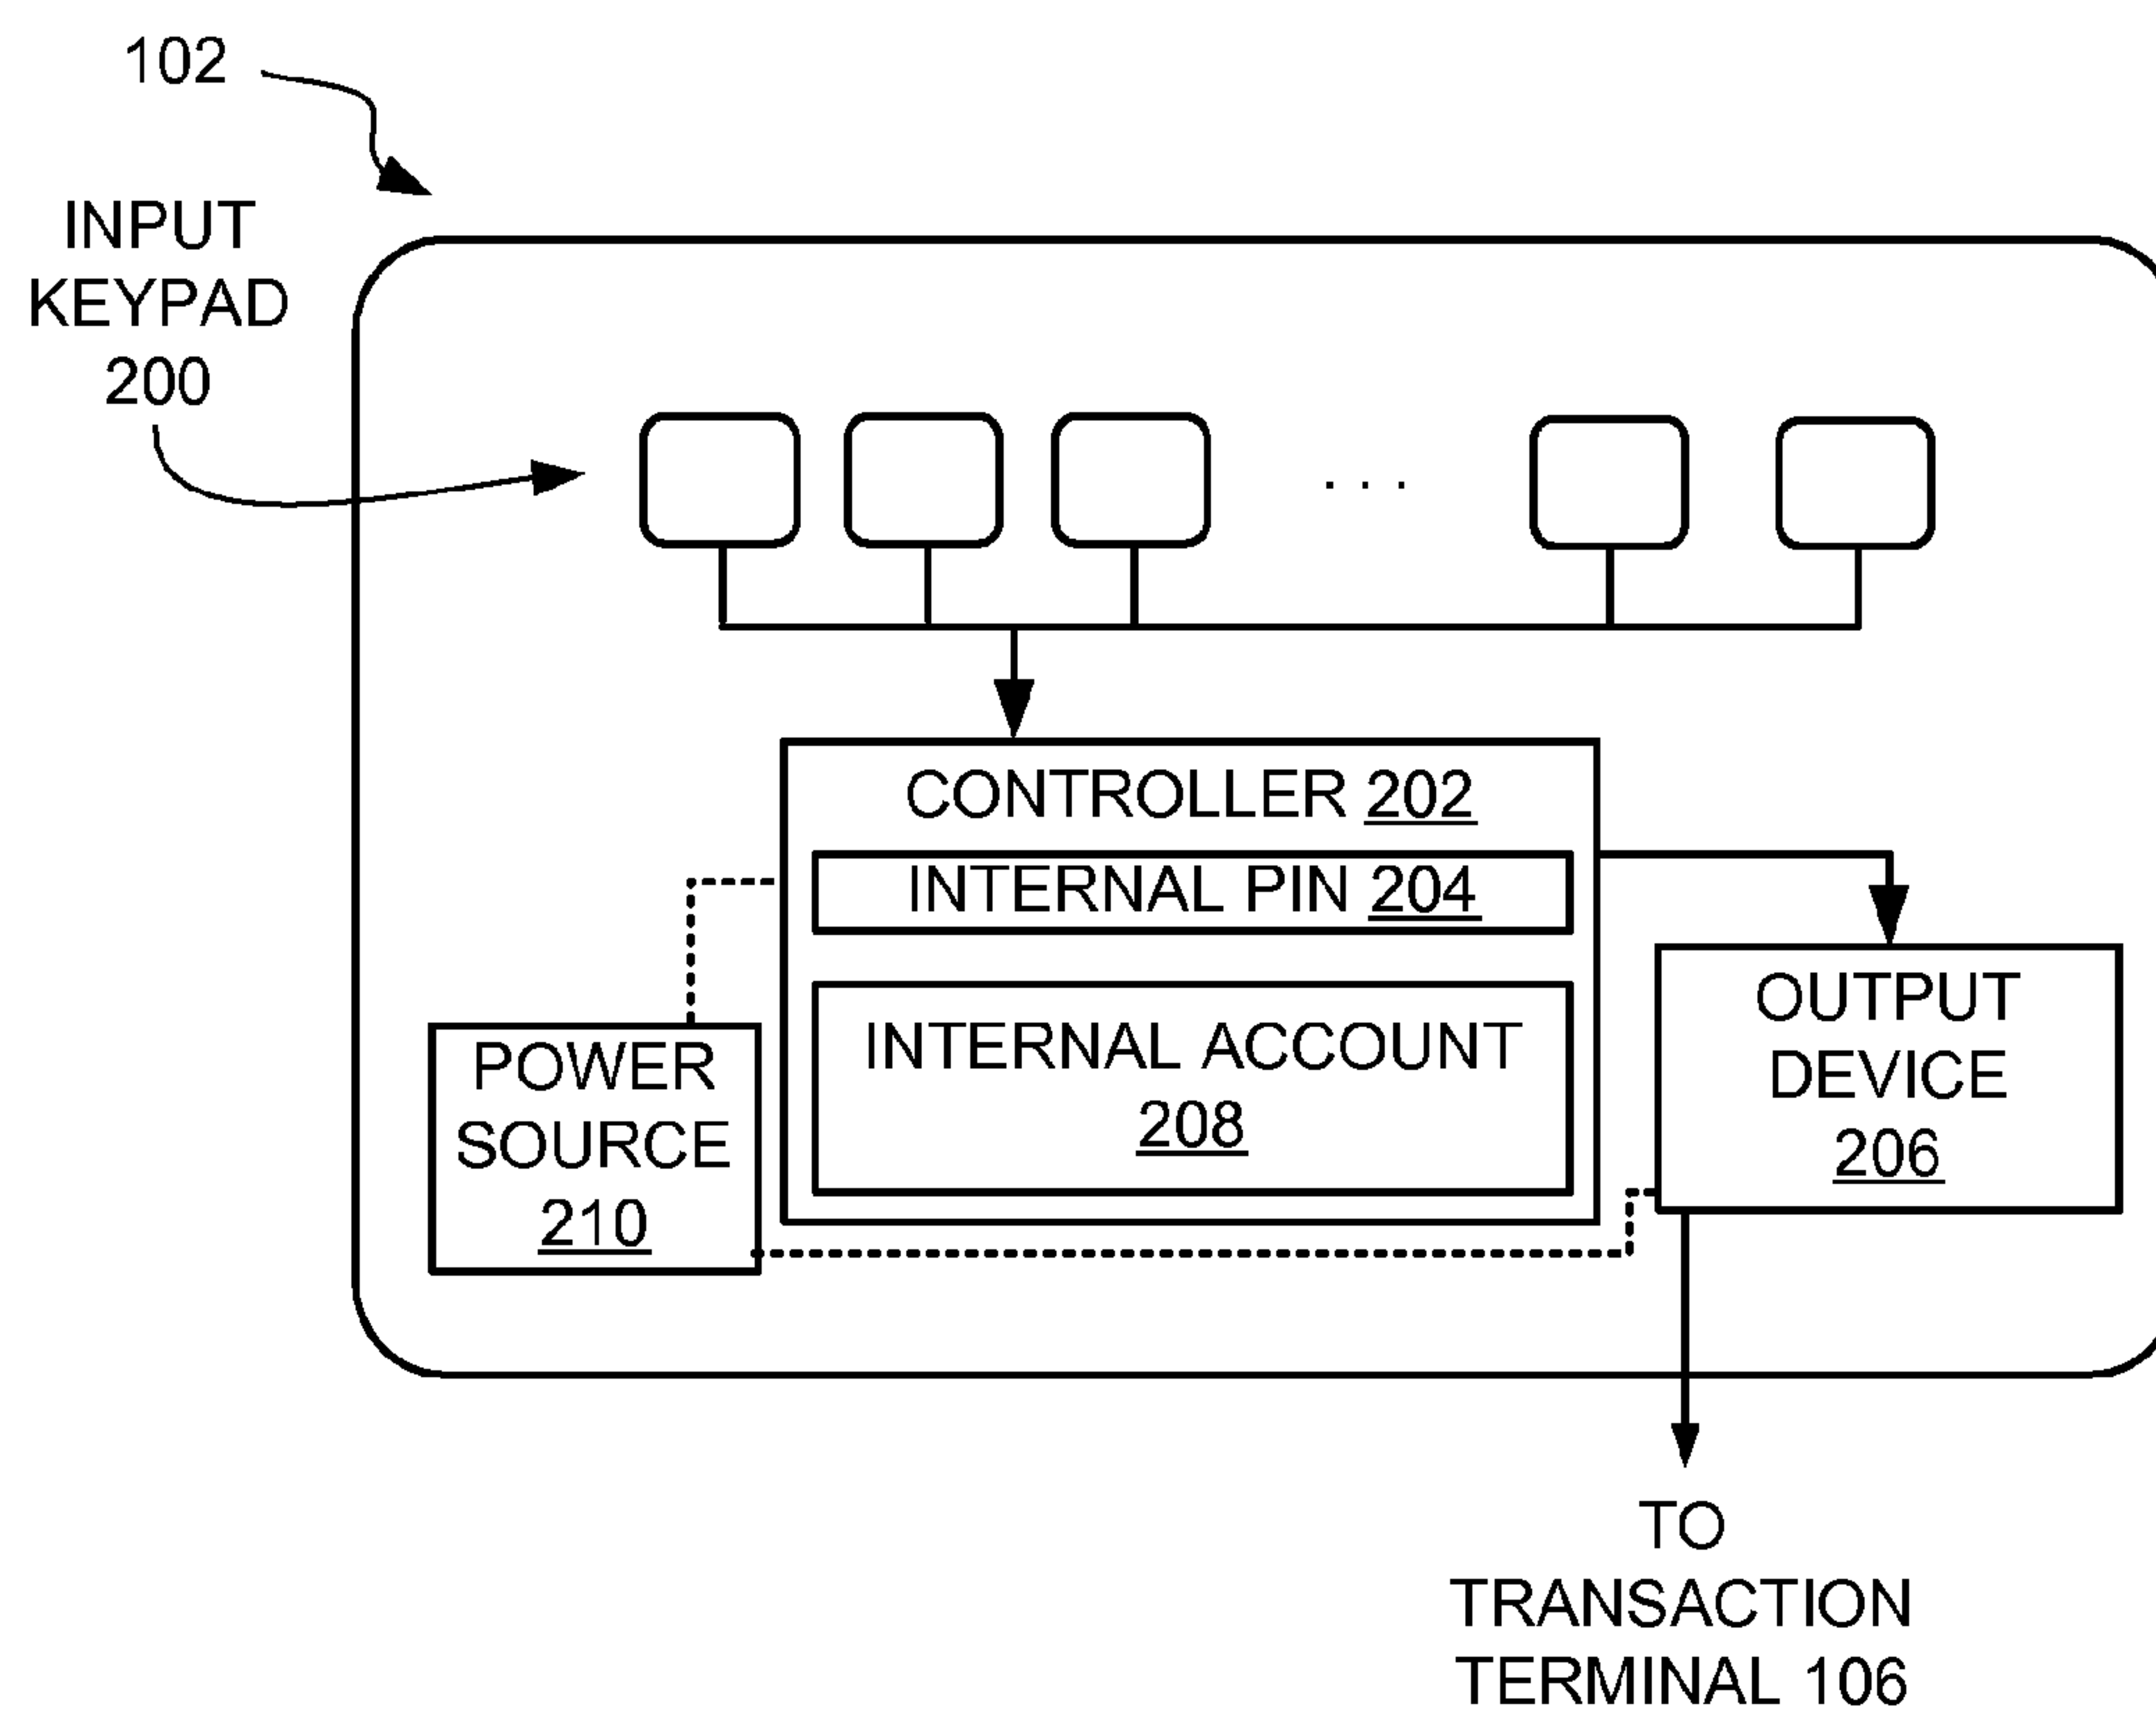 102
INPUT
KEYPAD
200
. . .
CONTROLLER 202
INTERNAL PIN 204
INTERNAL ACCOUNT
208
POWER
SOURCE
210
OUTPUT
DEVICE
206
TO
TRANSACTION
TERMINAL 106